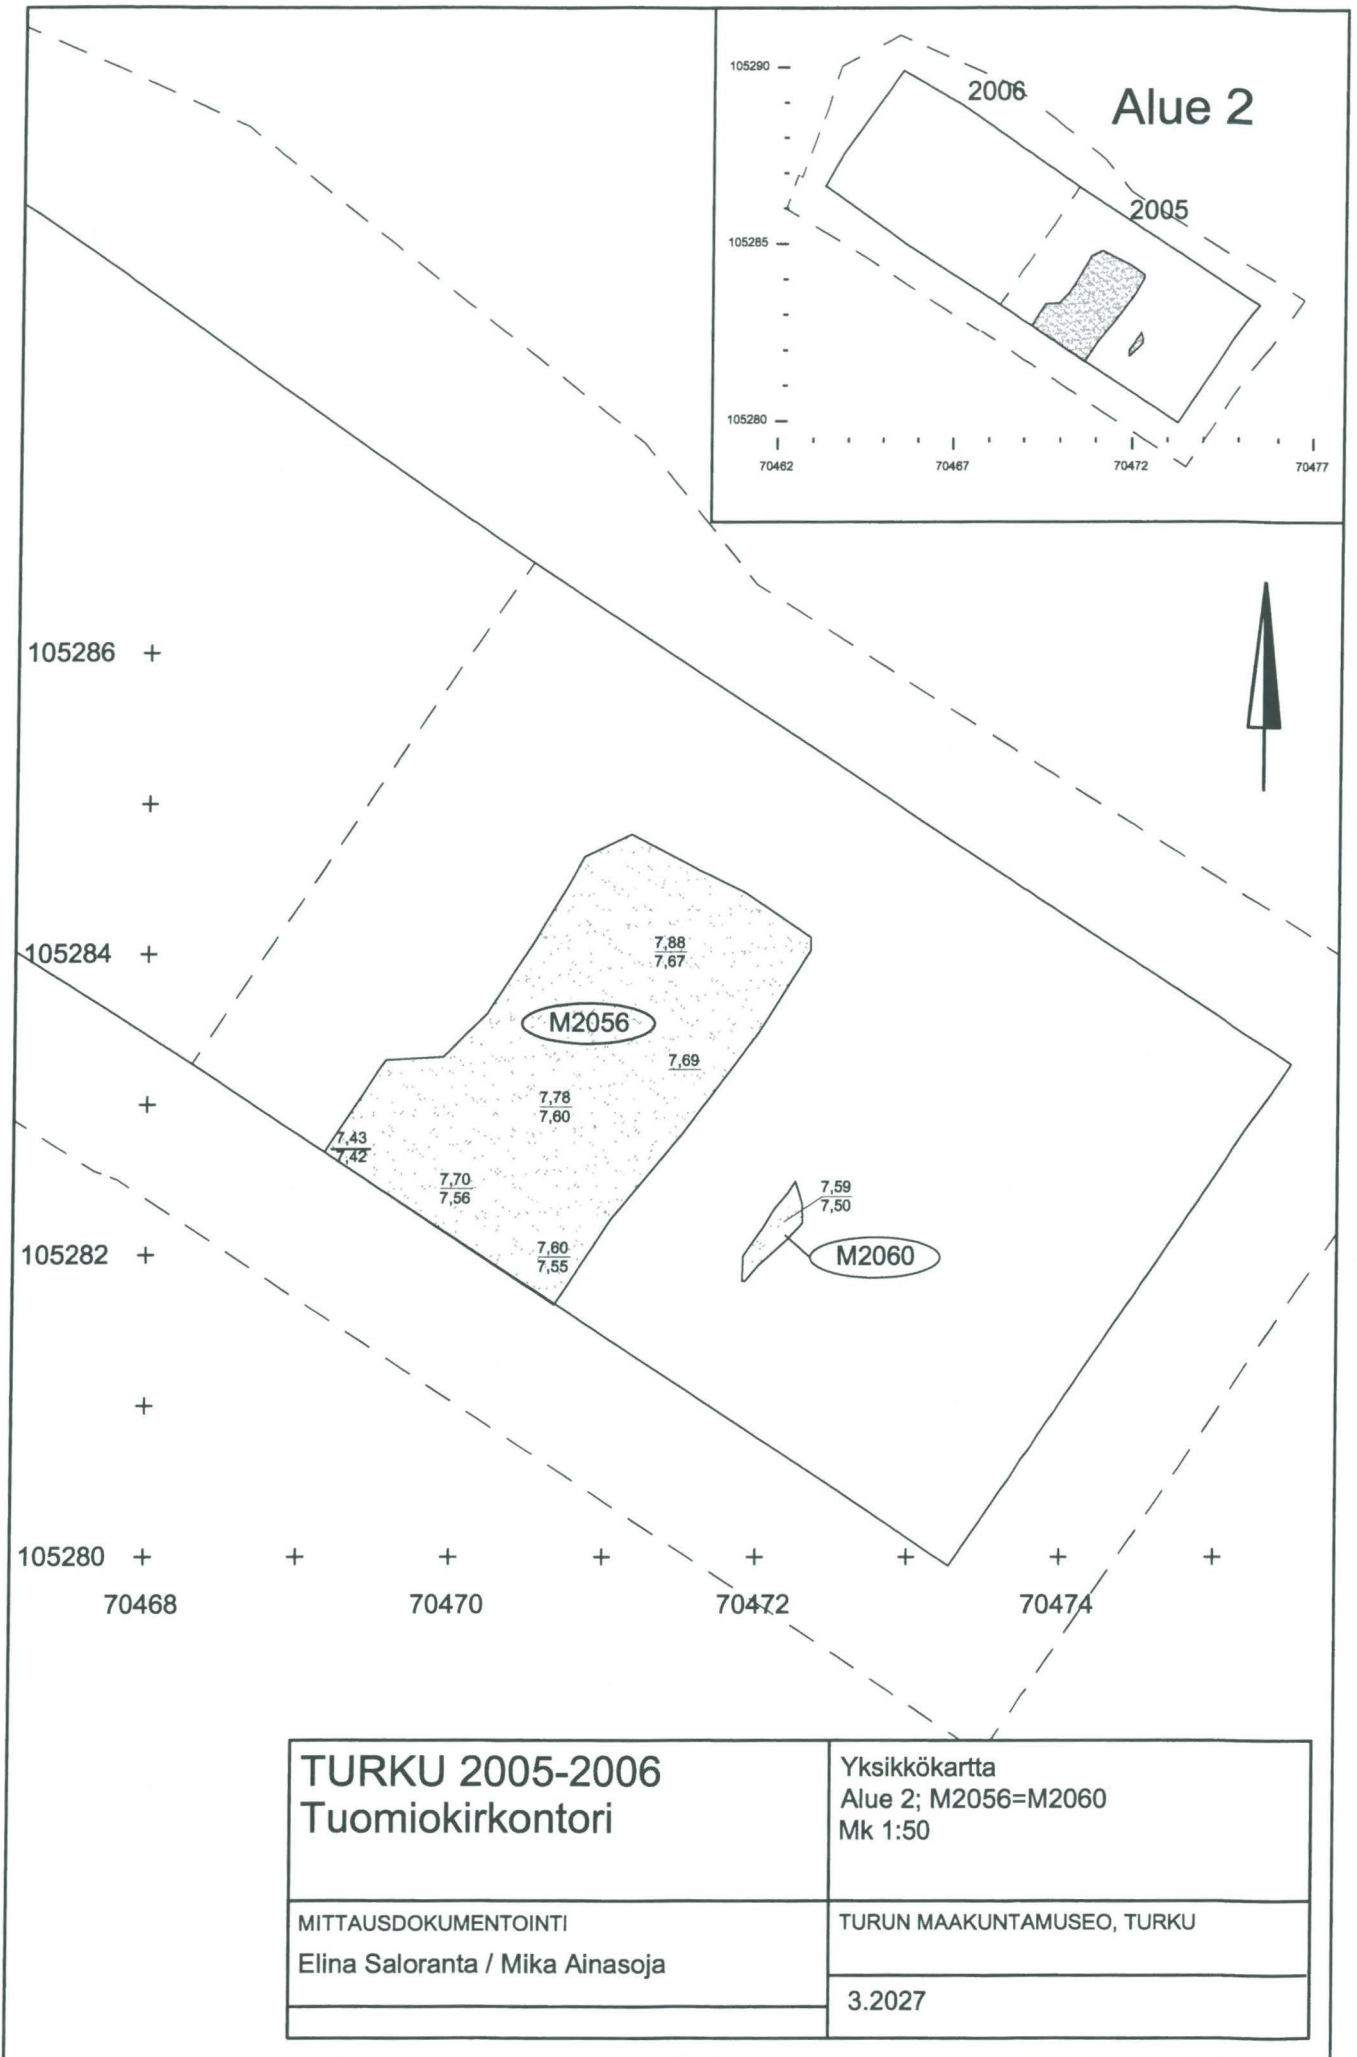 105290
2006
Alue 2
2005
105285
105280
70462
70467
70472
70477
105286
105284
7,88
7,67
M2056
7,69
7,78
7,60
7,43
7,42
7,70
7,56
7,59
7,50
7,60
7,55
M2060
105282
105280
70468
70470
70472
70474
TURKU 2005-2006
Tuomiokirkontori
Yksikkökartta
Alue 2; M2056=M2060
Mk 1:50
MITTAUSDOKUMENTOINTI
Elina Saloranta / Mika Ainasoja
TURUN MAAKUNTAMUSEO, TURKU
3.2027